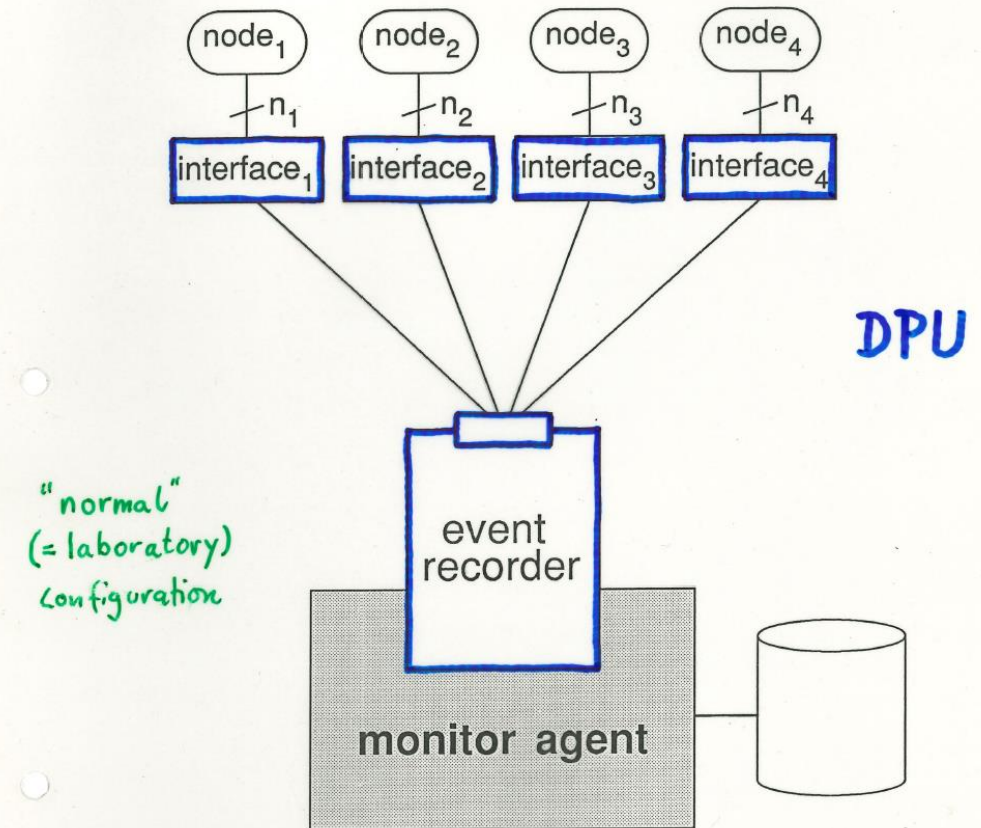 node₁ node₂ node₃ node₄
n₁ n₂ n₃ n₄
interface₁ interface₂ interface₃ interface₄
DPU
"normal"
(= laboratory)
configuration
event
recorder
monitor agent